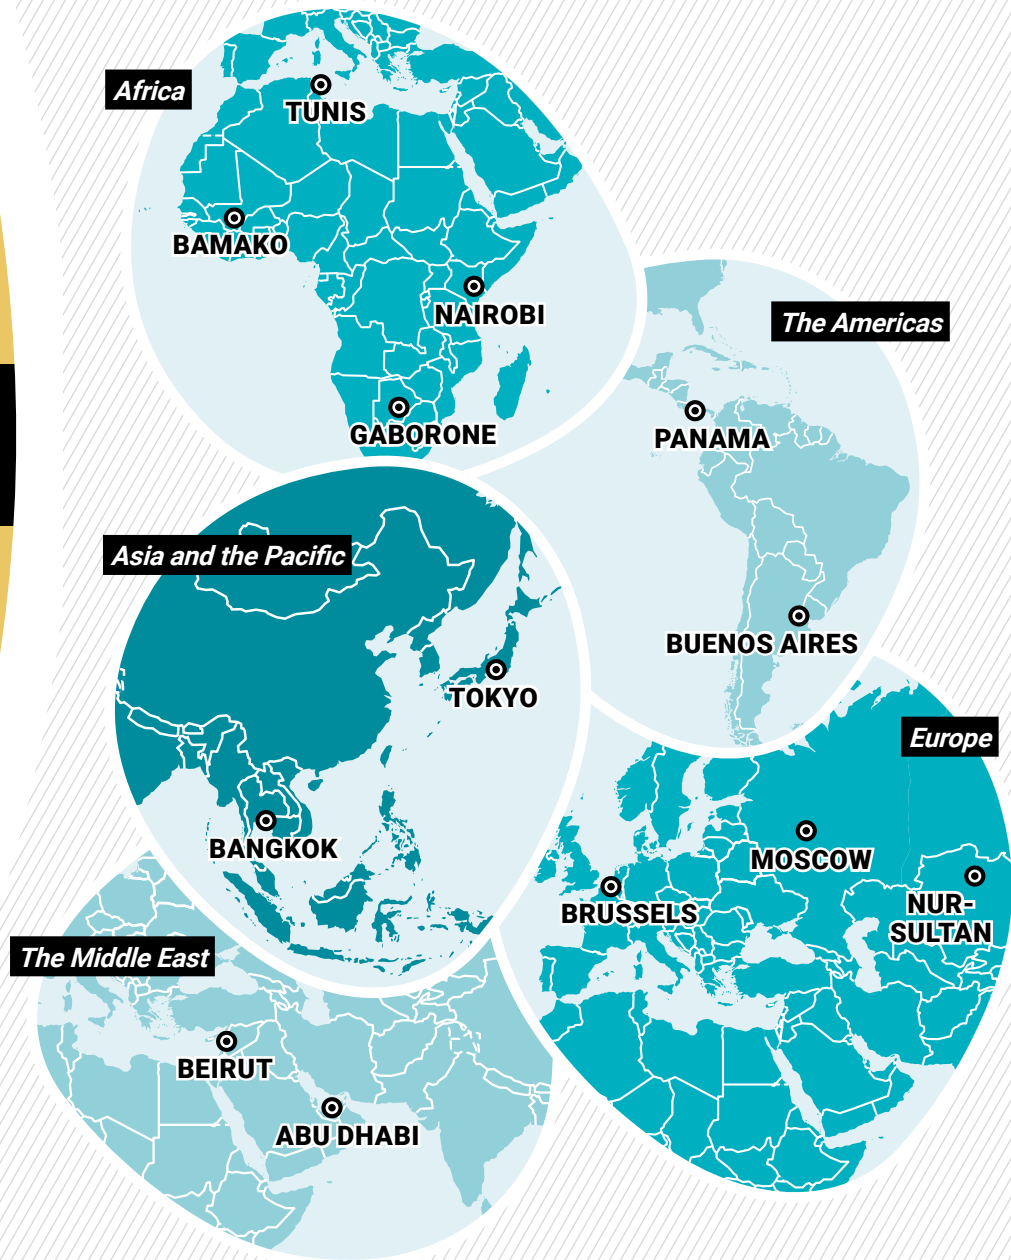 Africa
TUNIS
BAMAKO
NAIROBI
GABORONE
The Americas
PANAMA
BUENOS AIRES
Asia and the Pacific
TOKYO
BANGKOK
Europe
MOSCOW
BRUSSELS
NUR-
SULTAN
The Middle East
BEIRUT
ABU DHABI